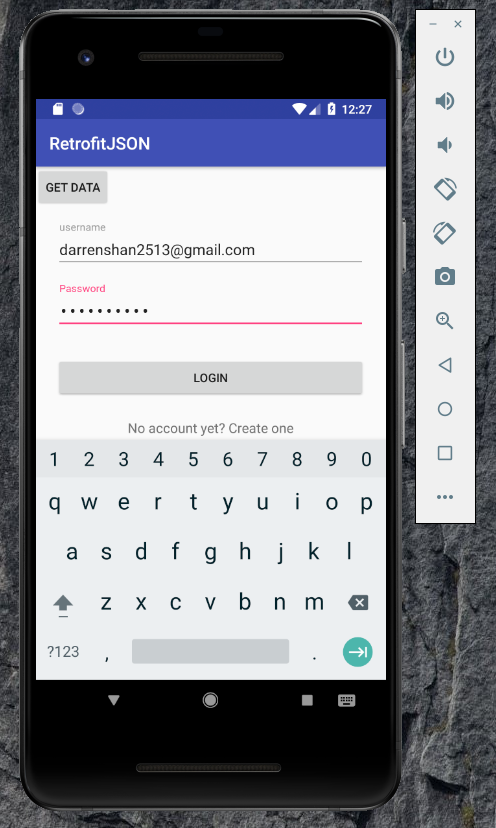 12:27
RetrofitJSON
GET DATA
username
darrenshan2513@gmail.com
Password
••••••••••
LOGIN
No account yet? Create one
1 2 3 4 5 6 7 8 9 0
q w e r t y u i o p
a s d f g h j k l
z x c v b n m
?123 , .